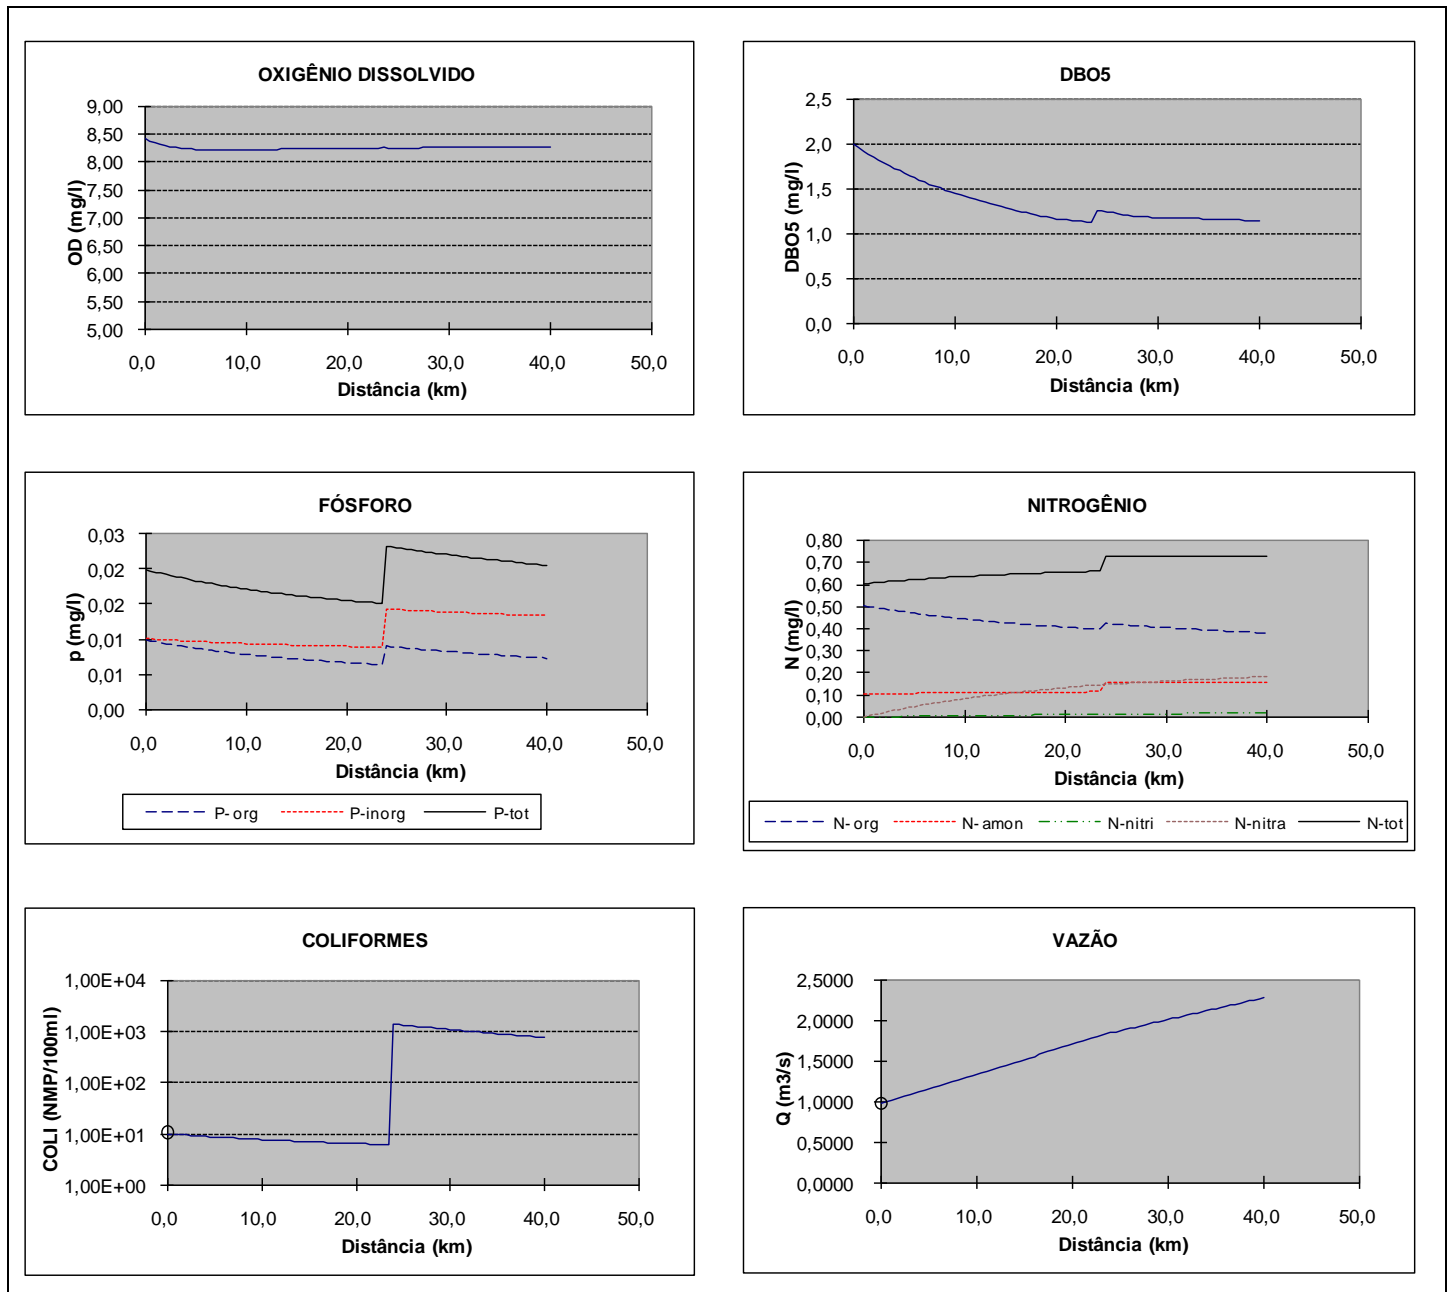 OXIGÊNIO DISSOLVIDO
OD (mg/l)
9,00
8,50
8,00
7,50
7,00
6,50
6,00
5,50
5,00
0,0 10,0 20,0 30,0 40,0 50,0
Distância (km)
DBO5
DBO5 (mg/l)
2,5
2,0
1,5
1,0
0,5
0,0
0,0 10,0 20,0 30,0 40,0 50,0
Distância (km)
FÓSFORO
p (mg/l)
0,03
0,02
0,02
0,01
0,01
0,00
0,0 10,0 20,0 30,0 40,0 50,0
Distância (km)
P-org P-inorg P-tot
NITROGÊNIO
N (mg/l)
0,80
0,70
0,60
0,50
0,40
0,30
0,20
0,10
0,00
0,0 10,0 20,0 30,0 40,0 50,0
Distância (km)
N-org N-amon N-nitri N-nitra N-tot
COLIFORMES
COLI (NMP/100ml)
1,00E+04
1,00E+03
1,00E+02
1,00E+01
1,00E+00
0,0 10,0 20,0 30,0 40,0 50,0
Distância (km)
VAZÃO
Q (m3/s)
2,5000
2,0000
1,5000
1,0000
0,5000
0,0000
0,0 10,0 20,0 30,0 40,0 50,0
Distância (km)